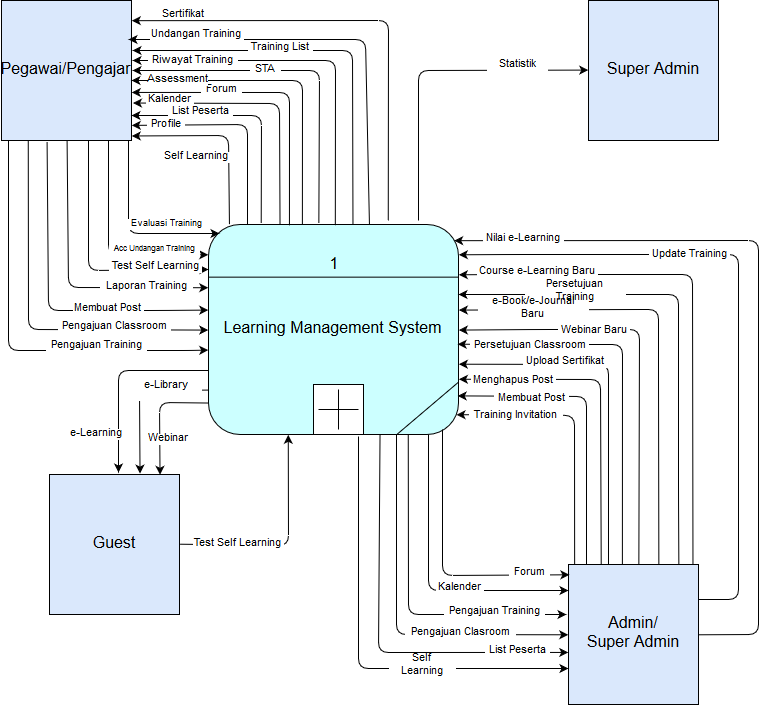 Sertifikat
Undangan Training
Training List
Riwayat Training
STA
Assessment
Forum
Kalender
List Peserta
Profile
Self Learning
Pegawai/Pengajar
Statistik
Super Admin
Evaluasi Training
Acc Undangan Training
Test Self Learning
Laporan Training
Membuat Post
Pengajuan Classroom
Pengajuan Training
1
Learning Management System
Nilai e-Learning
Update Training
Course e-Learning Baru
Persetujuan
Training
e-Book/e-Journal
Baru
Webinar Baru
Persetujuan Classroom
Upload Sertifikat
Menghapus Post
Membuat Post
Training Invitation
e-Library
e-Learning
Webinar
Guest
Test Self Learning
Forum
Kalender
Pengajuan Training
Pengajuan Clasroom
List Peserta
Self
Learning
Admin/
Super Admin